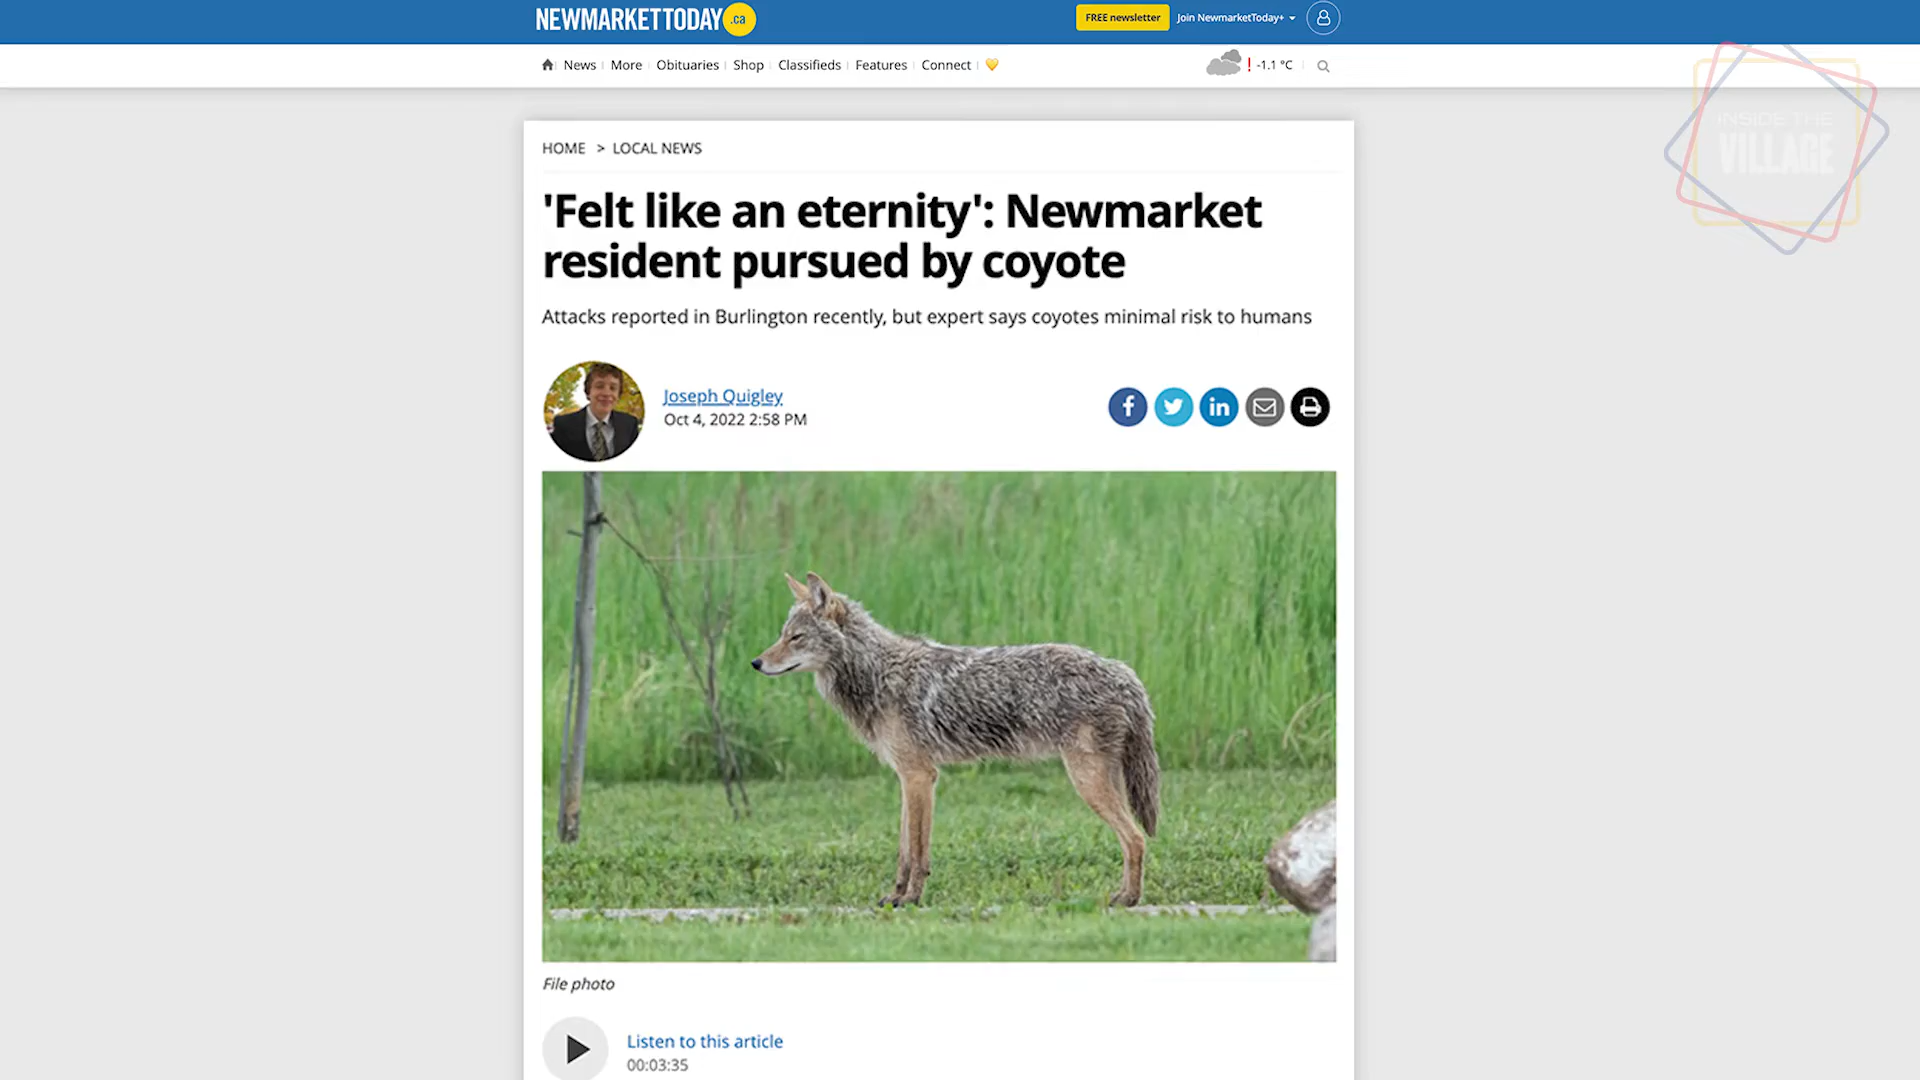 NEWMARKETTODAY.ca
FREE newsletter
Join NewmarketToday+
News
More
Obituaries
Shop
Classifieds
Features
Connect
-1.1 °C
INSIDE THE
VILLAGE
HOME > LOCAL NEWS
'Felt like an eternity': Newmarket
resident pursued by coyote
Attacks reported in Burlington recently, but expert says coyotes minimal risk to humans
Joseph Quigley
Oct 4, 2022 2:58 PM
File photo
Listen to this article
00:03:35